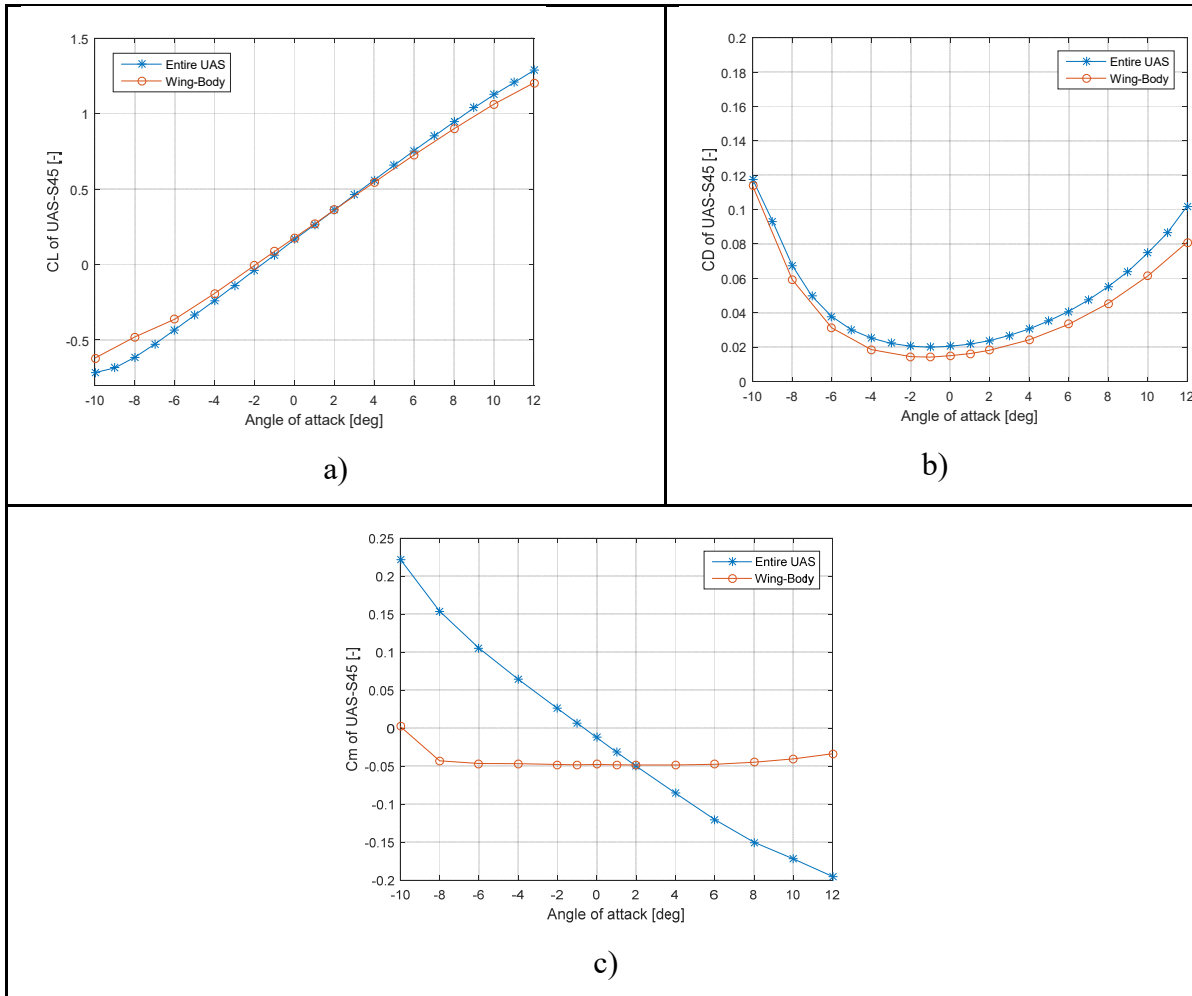 1.5
1
0.5
0
-0.5
CL of UAS-S45 [-]
Entire UAS
Wing-Body
-10 -8 -6 -4 -2 0 2 4 6 8 10 12
Angle of attack [deg]
a)
0.2
0.18
0.16
0.14
0.12
0.1
0.08
0.06
0.04
0.02
0
CD of UAS-S45 [-]
Entire UAS
Wing-Body
-10 -8 -6 -4 -2 0 2 4 6 8 10 12
Angle of attack [deg]
b)
0.25
0.2
0.15
0.1
0.05
0
-0.05
-0.1
-0.15
-0.2
Cm of UAS-S45 [-]
Entire UAS
Wing-Body
-10 -8 -6 -4 -2 0 2 4 6 8 10 12
Angle of attack [deg]
c)